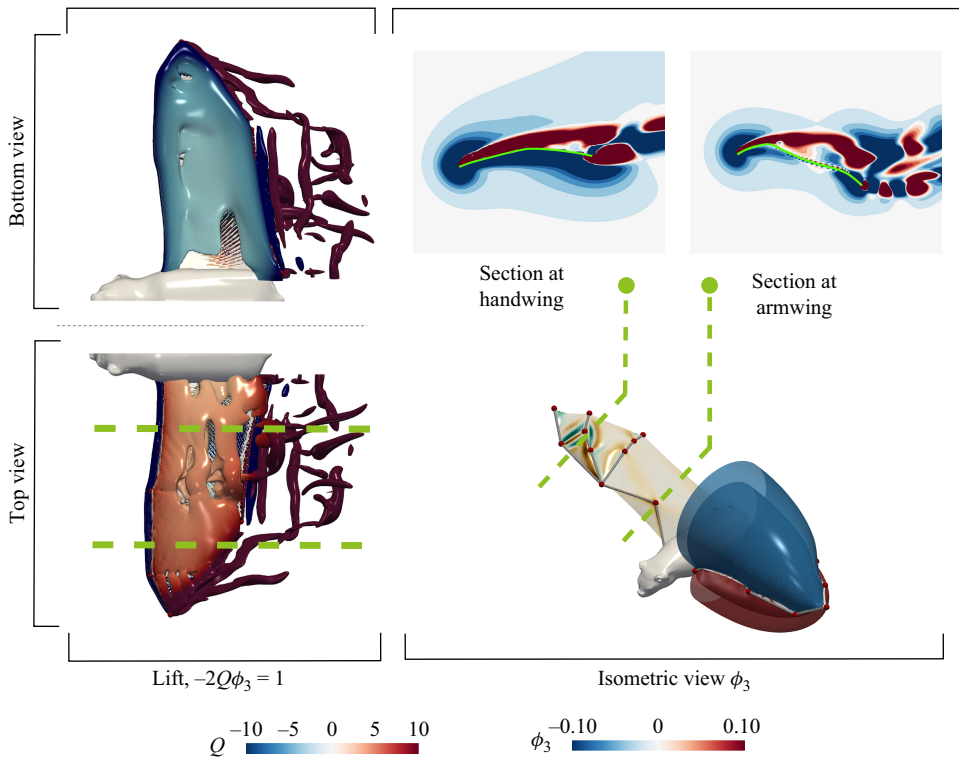 Bottom view
Section at
handwing
Section at
armwing
Top view
Lift, –2Qϕ₃ = 1
Isometric view ϕ₃
Q –10 –5 0 5 10
ϕ₃ –0.10 0 0.10